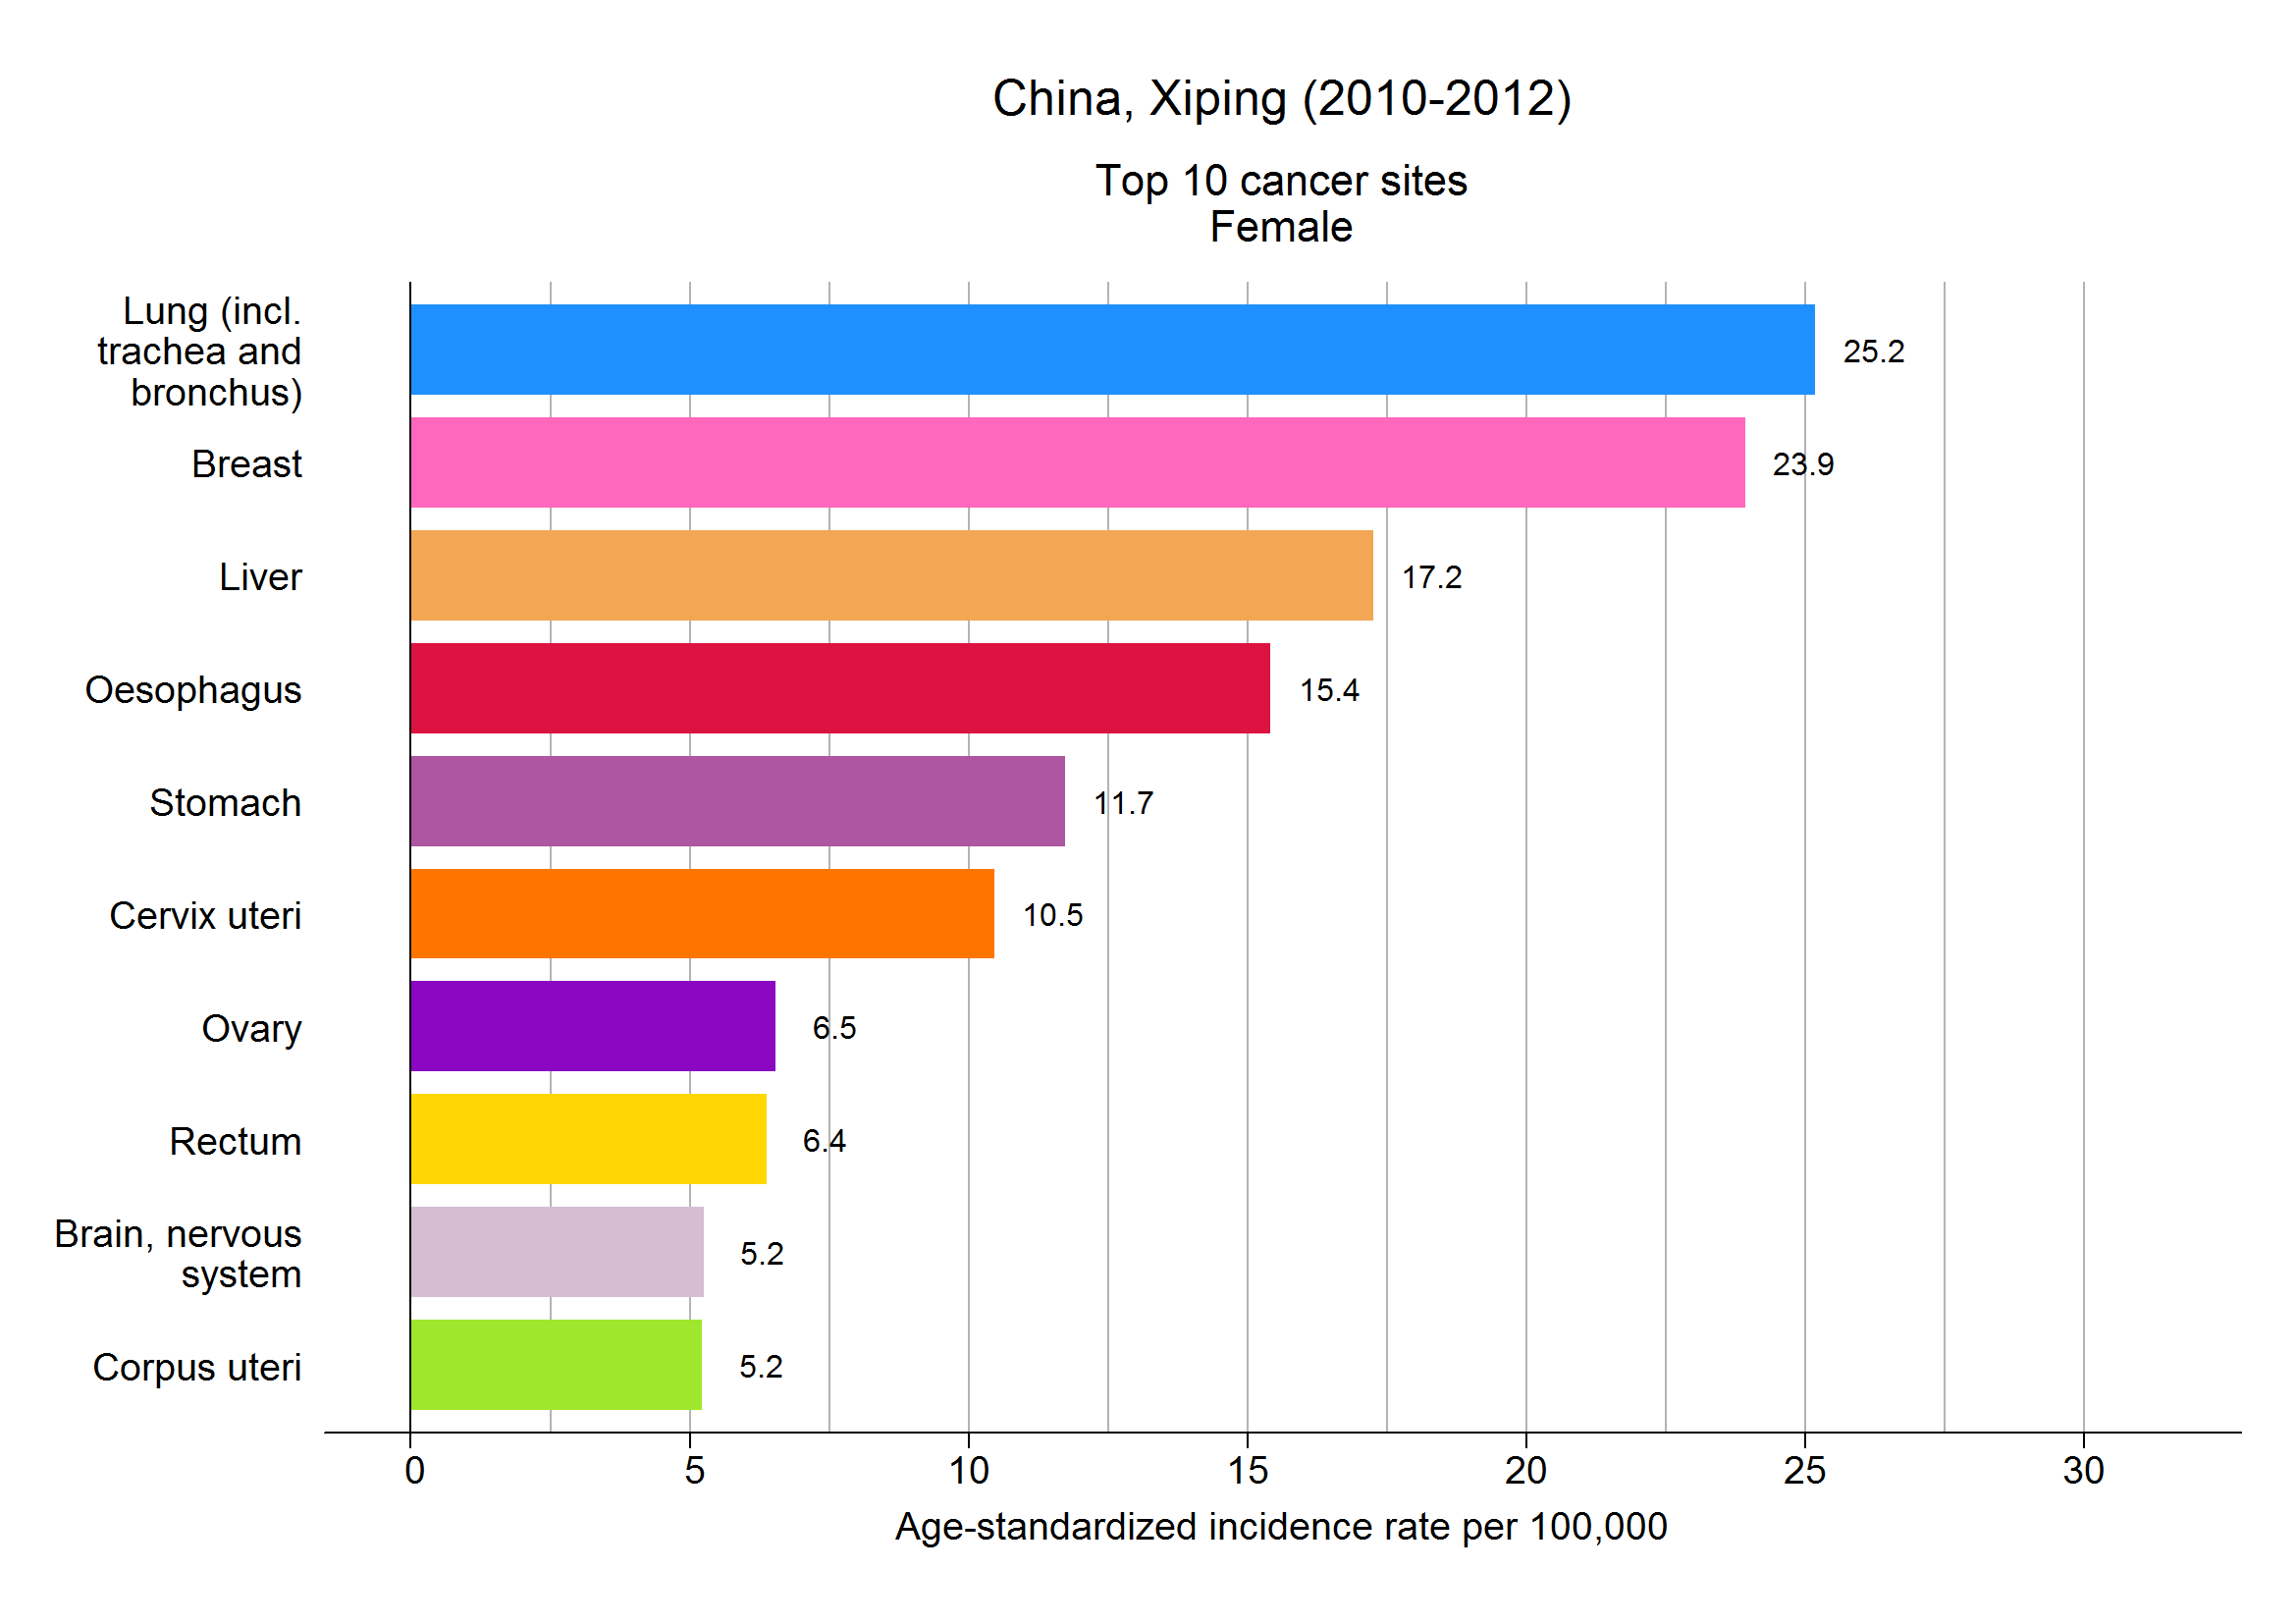 China, Xiping (2010-2012)
Top 10 cancer sites
Female
Lung (incl.
trachea and
bronchus)
25.2
Breast
23.9
Liver
17.2
Oesophagus
15.4
Stomach
11.7
Cervix uteri
10.5
Ovary
6.5
Rectum
6.4
Brain, nervous
system
5.2
Corpus uteri
5.2
0 5 10 15 20 25 30
Age-standardized incidence rate per 100,000